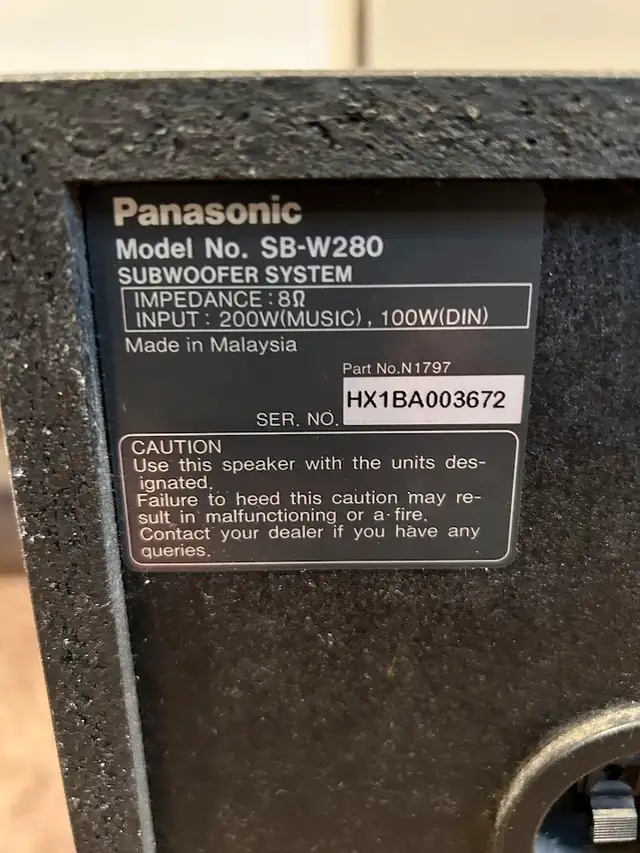 Panasonic
Model No. SB-W280
SUBWOOFER SYSTEM
IMPEDANCE : 8Ω
INPUT : 200W(MUSIC) , 100W(DIN)
Made in Malaysia
Part No.N1797
SER. NO. HX1BA003672
CAUTION
Use this speaker with the units des-
ignated.
Failure to heed this caution may re-
sult in malfunctioning or a fire.
Contact your dealer if you have any
queries.